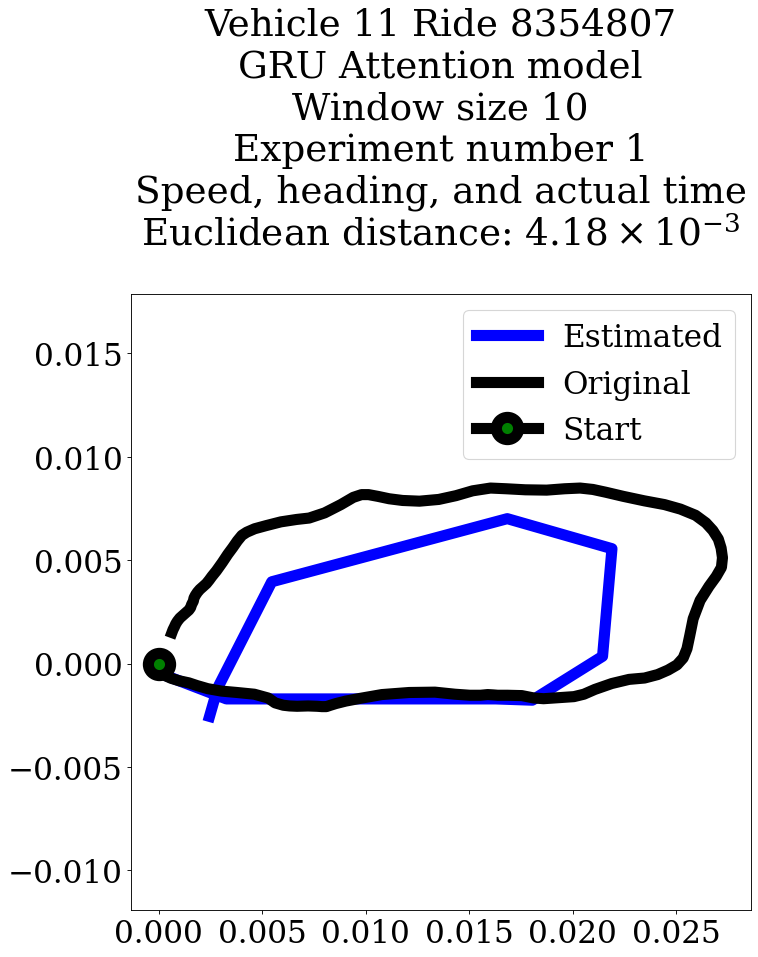 Vehicle 11 Ride 8354807
GRU Attention model
Window size 10
Experiment number 1
Speed, heading, and actual time
Euclidean distance: 4.18 × 10⁻³
Estimated
Original
Start
0.015
0.010
0.005
0.000
−0.005
−0.010
0.000 0.005 0.010 0.015 0.020 0.025